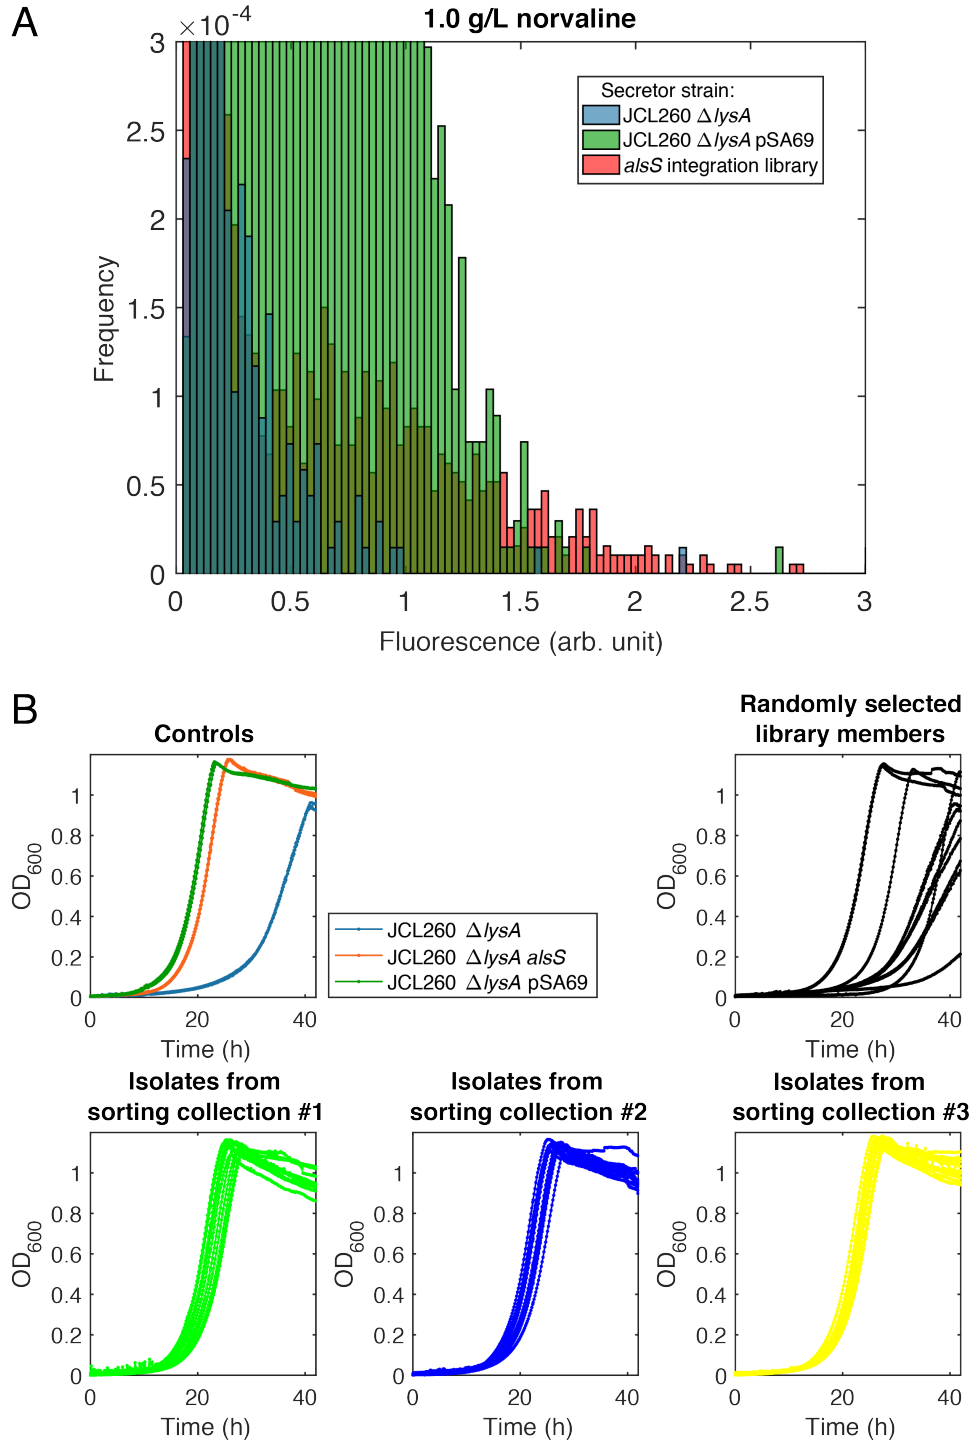 A
×10-4
1.0 g/L norvaline
3
2.5
2
1.5
1
0.5
0
Frequency
Secretor strain:
JCL260 ΔlysA
JCL260 ΔlysA pSA69
alsS integration library
0 0.5 1 1.5 2 2.5 3
Fluorescence (arb. unit)
B
Controls
1
0.8
0.6
0.4
0.2
0
OD600
0 20 40
Time (h)
JCL260 ΔlysA
JCL260 ΔlysA alsS
JCL260 ΔlysA pSA69
Randomly selected
library members
1
0.8
0.6
0.4
0.2
0
OD600
0 20 40
Time (h)
Isolates from
sorting collection #1
1
0.8
0.6
0.4
0.2
0
OD600
0 20 40
Time (h)
Isolates from
sorting collection #2
1
0.8
0.6
0.4
0.2
0
OD600
0 20 40
Time (h)
Isolates from
sorting collection #3
1
0.8
0.6
0.4
0.2
0
OD600
0 20 40
Time (h)